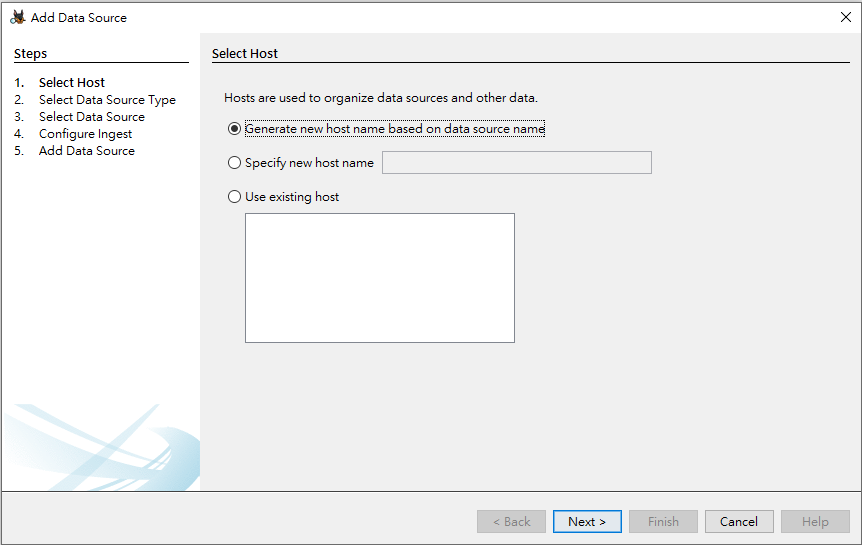 Add Data Source
Steps
1. Select Host
2. Select Data Source Type
3. Select Data Source
4. Configure Ingest
5. Add Data Source
Select Host
Hosts are used to organize data sources and other data.
Generate new host name based on data source name
Specify new host name
Use existing host
< Back
Next >
Finish
Cancel
Help